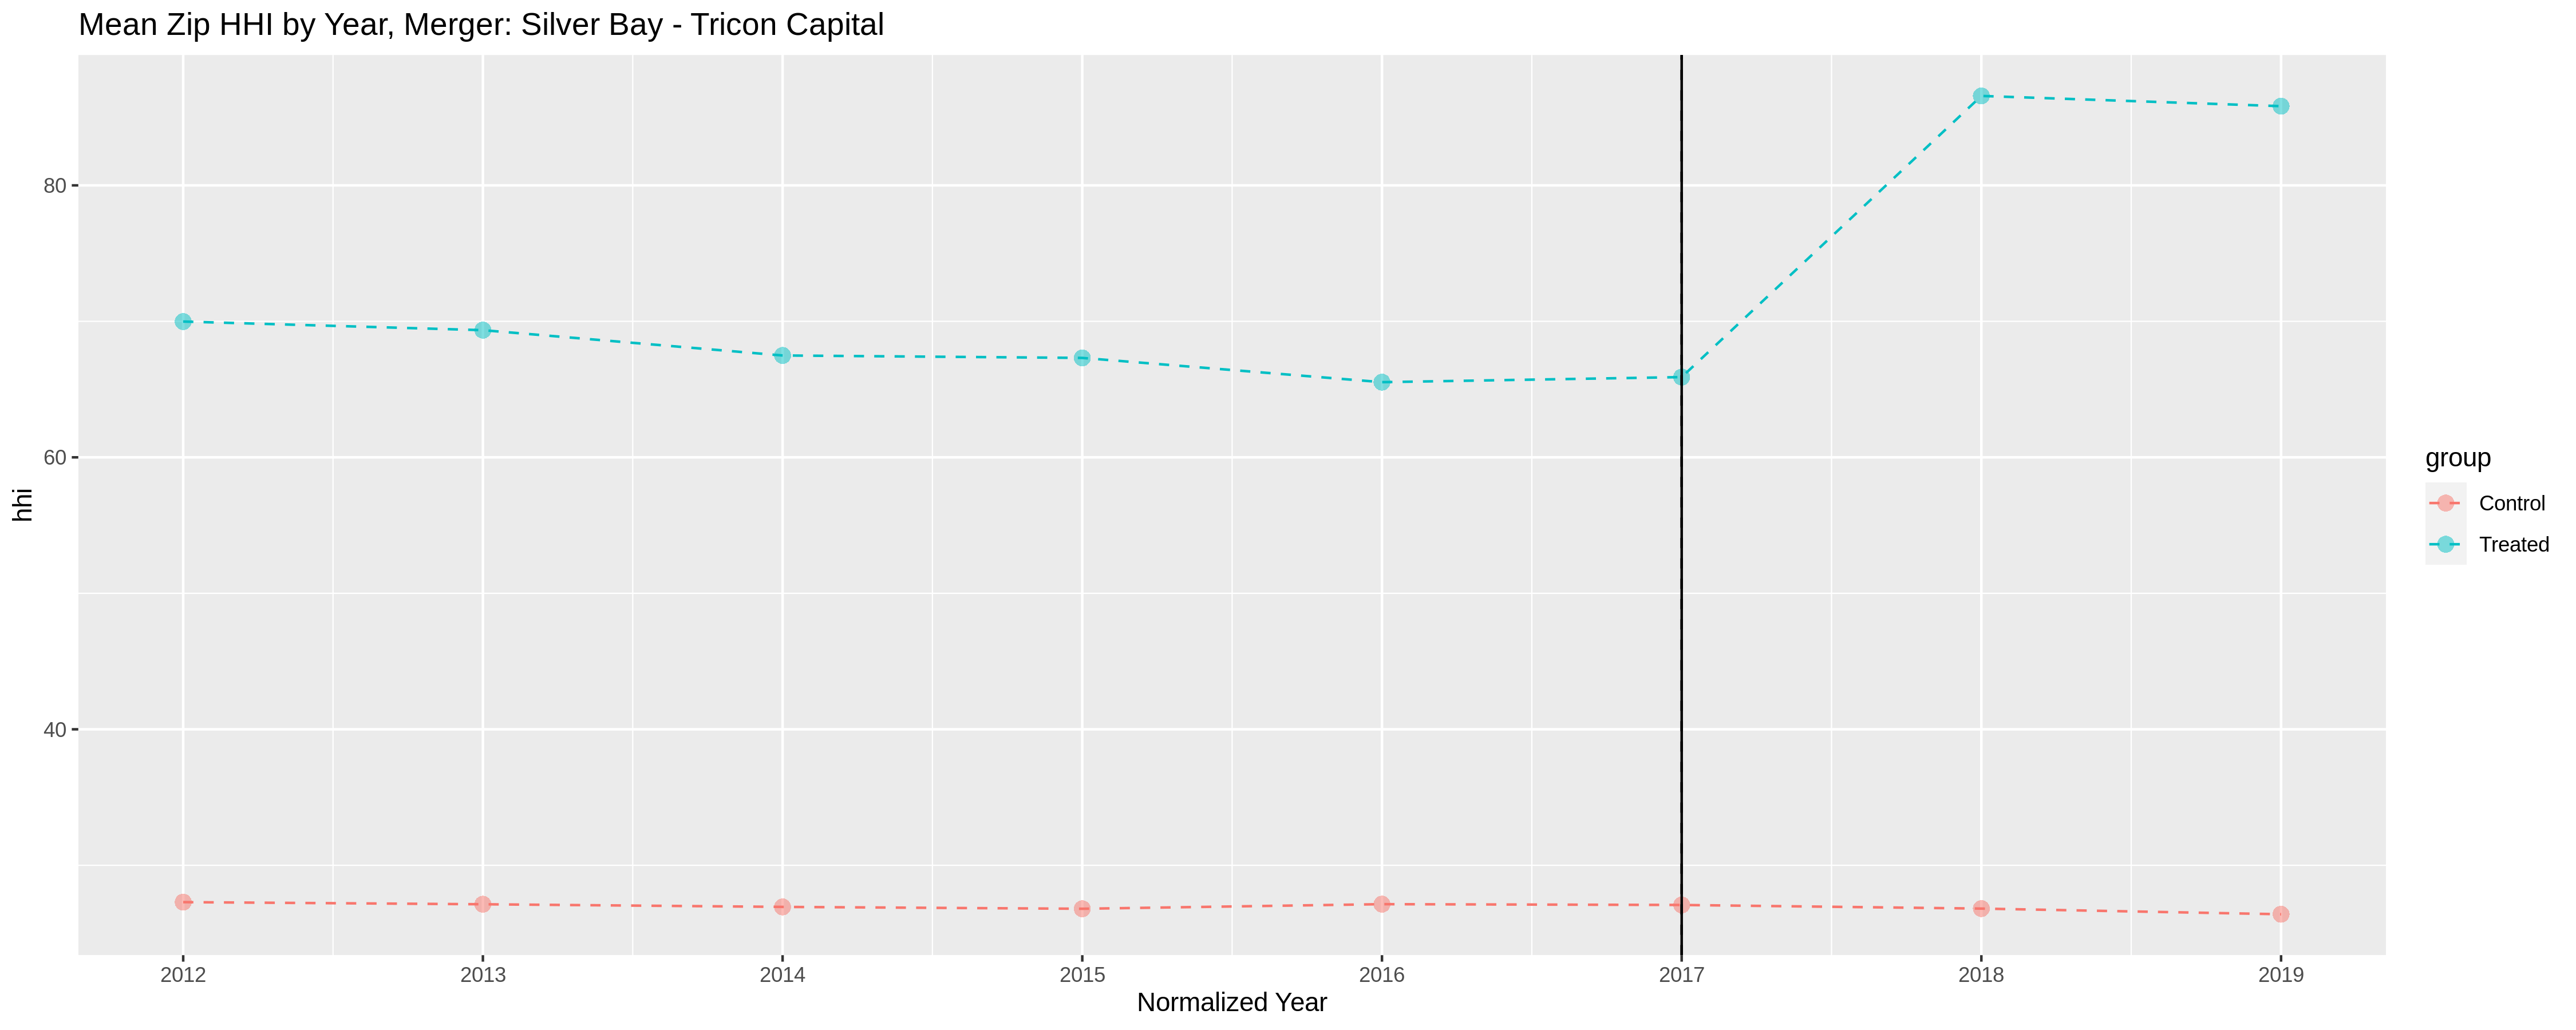 Mean Zip HHI by Year, Merger: Silver Bay - Tricon Capital
80
60
40
hhi
2012 2013 2014 2015 2016 2017 2018 2019
Normalized Year
group
Control
Treated